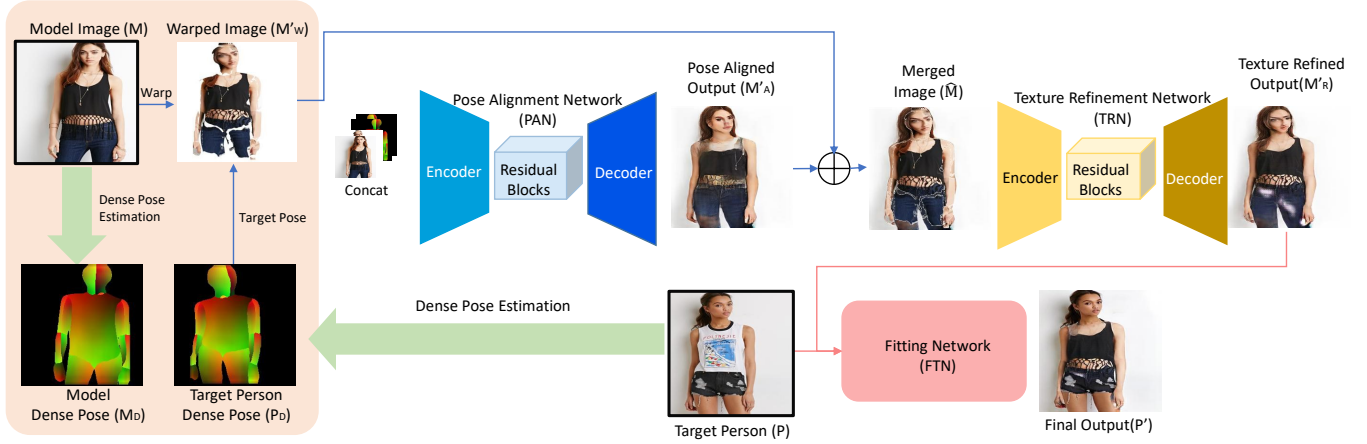 Model Image (M)
Warped Image (M'w)
Warp
Dense Pose
Estimation
Target Pose
Model
Dense Pose (MD)
Target Person
Dense Pose (PD)
Concat
Pose Alignment Network
(PAN)
Encoder
Residual
Blocks
Decoder
Pose Aligned
Output (M'A)
Merged
Image (M̂)
Texture Refinement Network
(TRN)
Encoder
Residual
Blocks
Decoder
Texture Refined
Output(M'R)
Dense Pose Estimation
Target Person (P)
Fitting Network
(FTN)
Final Output(P')